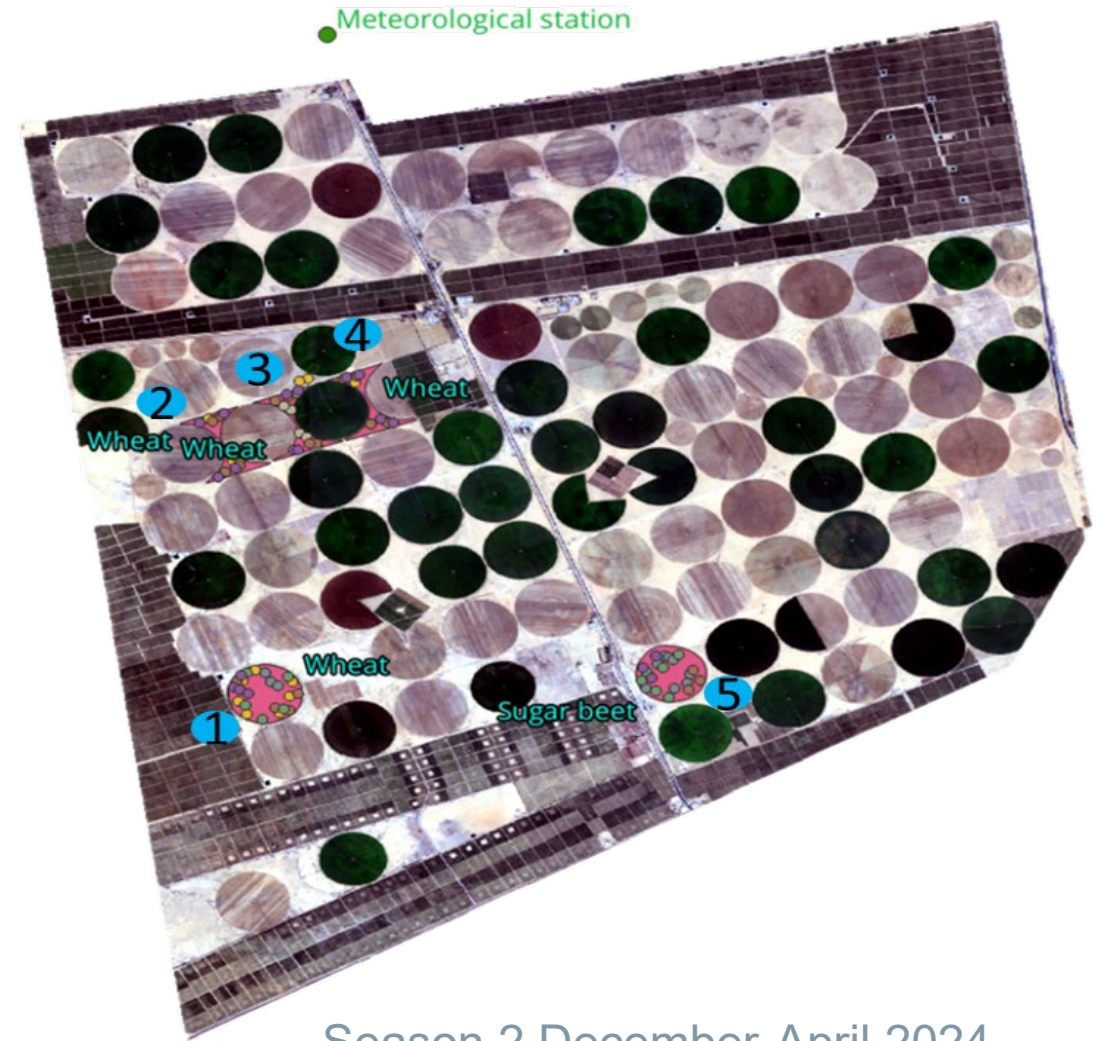 Meteorological station
4
3
Wheat
2
Wheat
Wheat
Wheat
5
Sugar beet
1
Season 2 December-April 2024